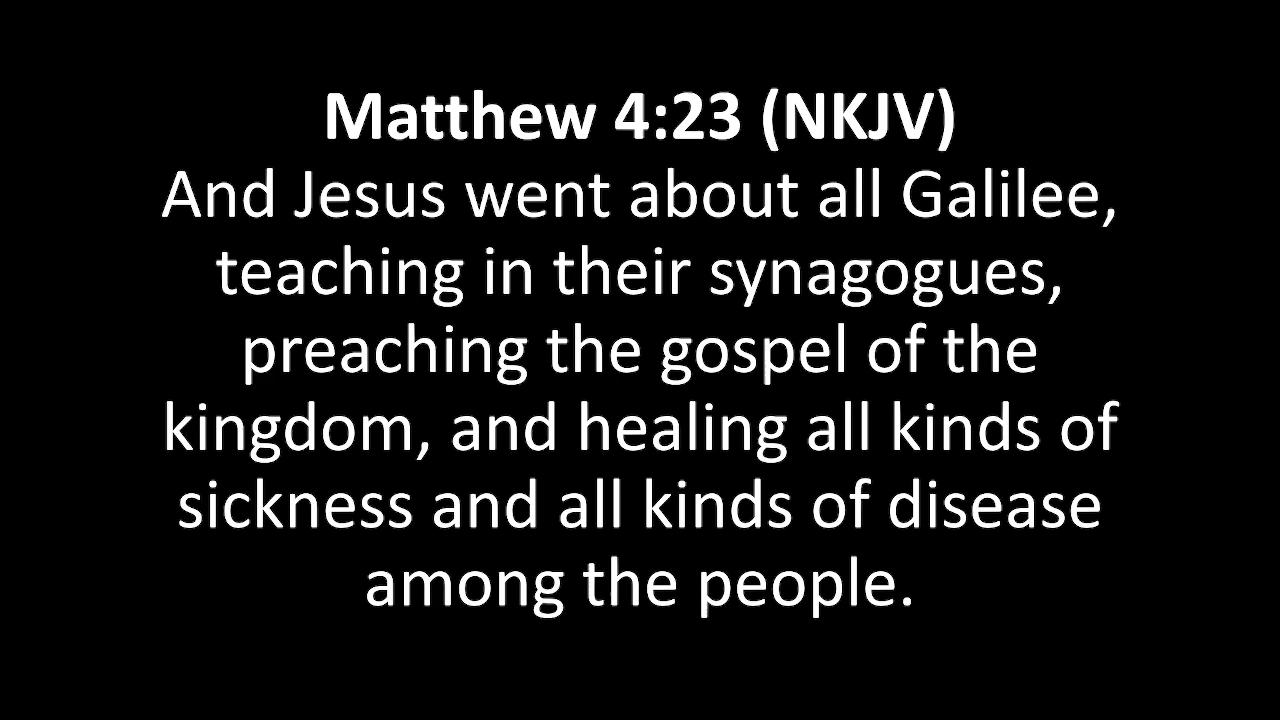 Matthew 4:23 (NKJV)
And Jesus went about all Galilee,
teaching in their synagogues,
preaching the gospel of the
kingdom, and healing all kinds of
sickness and all kinds of disease
among the people.